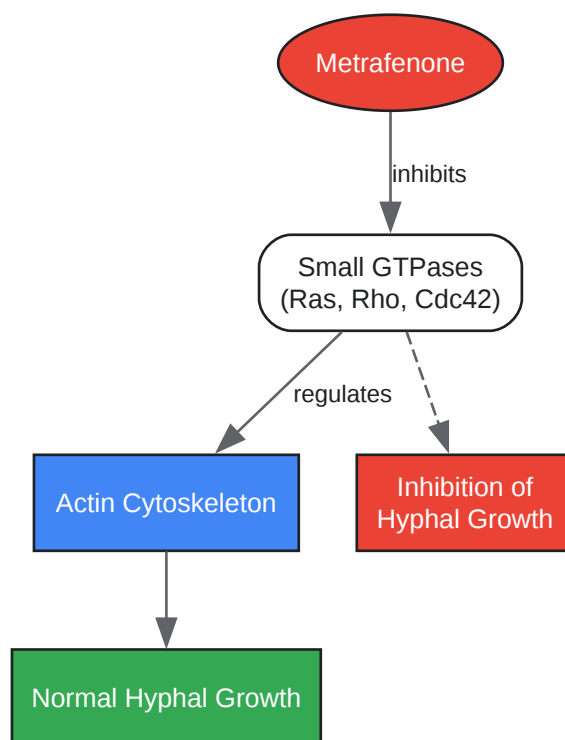 Metrafenone
inhibits
Small GTPases
(Ras, Rho, Cdc42)
regulates
Actin Cytoskeleton
Inhibition of
Hyphal Growth
Normal Hyphal Growth